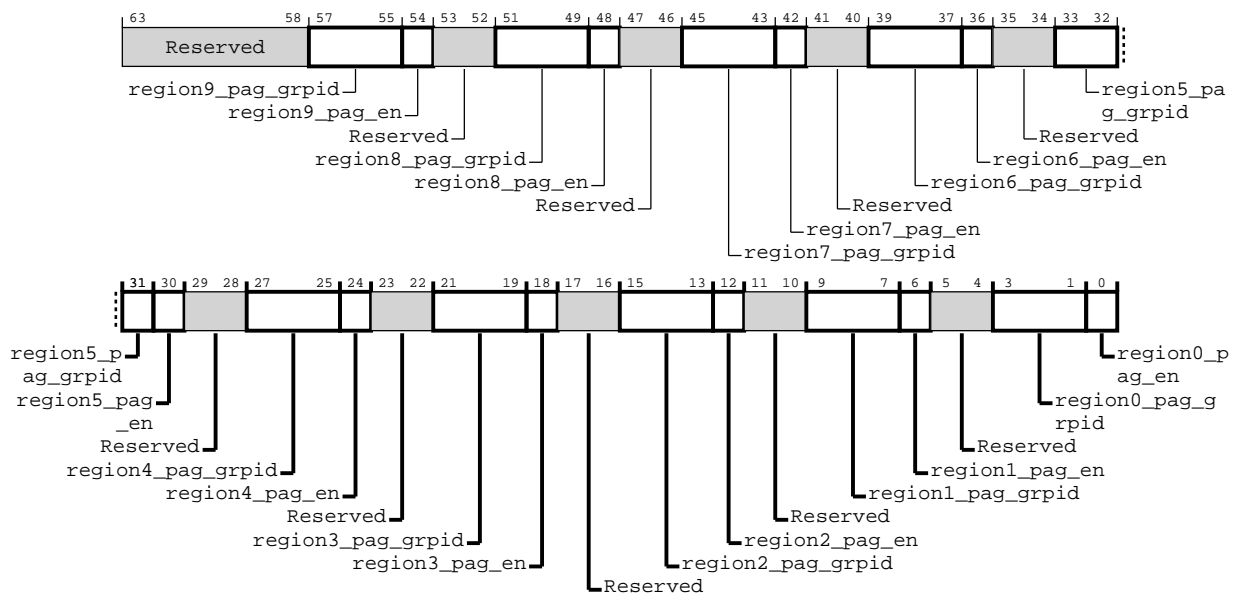 63 58 57 55 54 53 52 51 49 48 47 46 45 43 42 41 40 39 37 36 35 34 33 32
Reserved
region9_pag_grpid
region5_pa
g_grpid
region9_pag_en
Reserved
Reserved
region8_pag_grpid
region6_pag_en
region8_pag_en
region6_pag_grpid
Reserved
Reserved
region7_pag_en
region7_pag_grpid
31 30 29 28 27 25 24 23 22 21 19 18 17 16 15 13 12 11 10 9 7 6 5 4 3 1 0
region5_p
ag_grpid
region0_p
ag_en
region5_pag
_en
region0_pag_g
rpid
Reserved
Reserved
region4_pag_grpid
region1_pag_en
region4_pag_en
region1_pag_grpid
Reserved
Reserved
region3_pag_grpid
region2_pag_en
region3_pag_en
region2_pag_grpid
Reserved